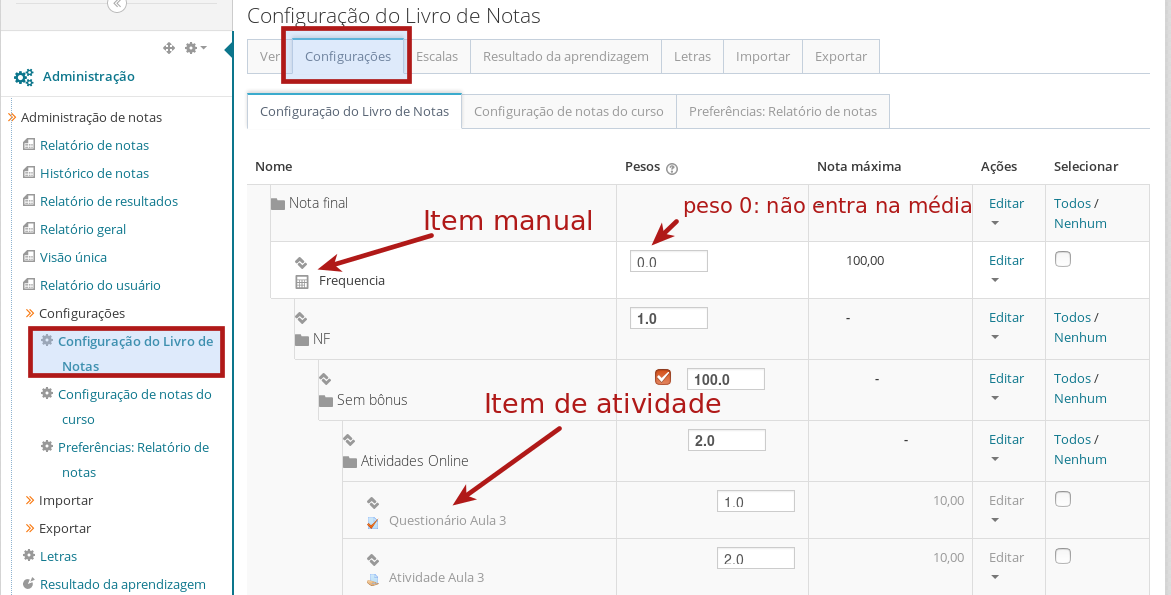 Administração
Administração de notas
Relatório de notas
Histórico de notas
Relatório de resultados
Relatório geral
Visão única
Relatório do usuário
Configurações
Configuração do Livro de
Notas
Configuração de notas do
curso
Preferências: Relatório de
notas
Importar
Exportar
Letras
Resultado da aprendizagem
Configuração do Livro de Notas
Ver Configurações Escalas Resultado da aprendizagem Letras Importar Exportar
Configuração do Livro de Notas Configuração de notas do curso Preferências: Relatório de notas
Nome Pesos Nota máxima Ações Selecionar
Nota final Editar Todos /
Nenhum
Item manual
peso 0: não entra na média
Frequencia 0.0 100,00 Editar
NF 1.0 - Editar Todos /
Nenhum
Sem bônus 100.0 - Editar Todos /
Nenhum
Item de atividade
Atividades Online 2.0 - Editar Todos /
Nenhum
Questionário Aula 3 1.0 10,00 Editar
Atividade Aula 3 2.0 10,00 Editar